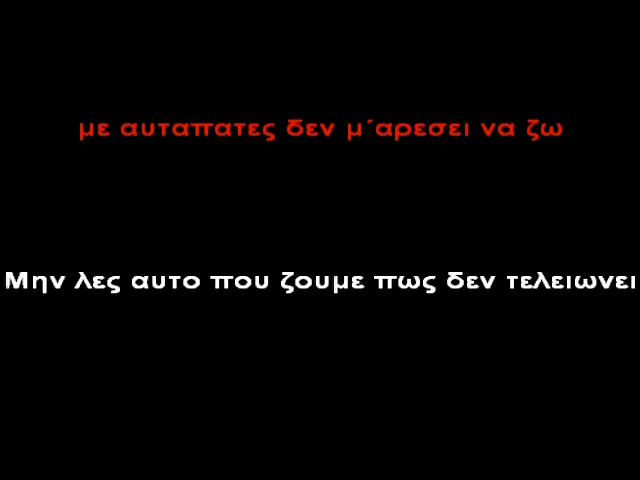 με αυταπατες δεν μ΄αρεσει να ζω
Μην λες αυτο που ζουμε πως δεν τελειωνει